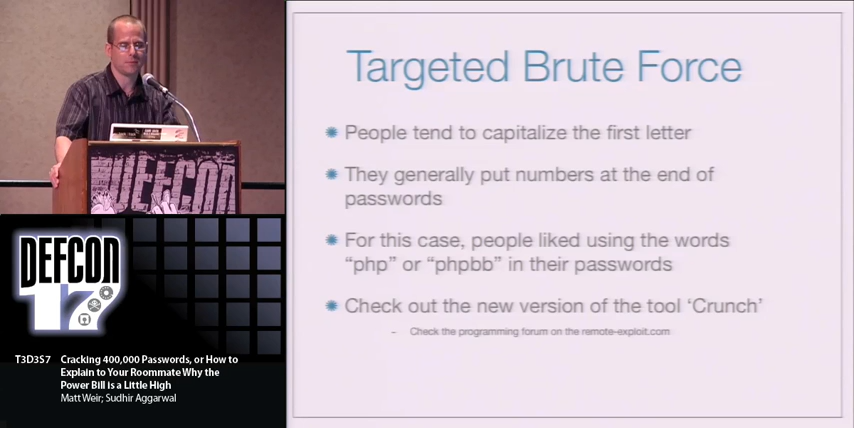 Targeted Brute Force
People tend to capitalize the first letter
They generally put numbers at the end of
passwords
For this case, people liked using the words
“php” or “phpbb” in their passwords
Check out the new version of the tool ‘Crunch’
– Check the programming forum on the remote-exploit.com
DEFCON
DEFCON
17
T3D3S7 Cracking 400,000 Passwords, or How to
Explain to Your Roommate Why the
Power Bill is a Little High
Matt Weir; Sudhir Aggarwal